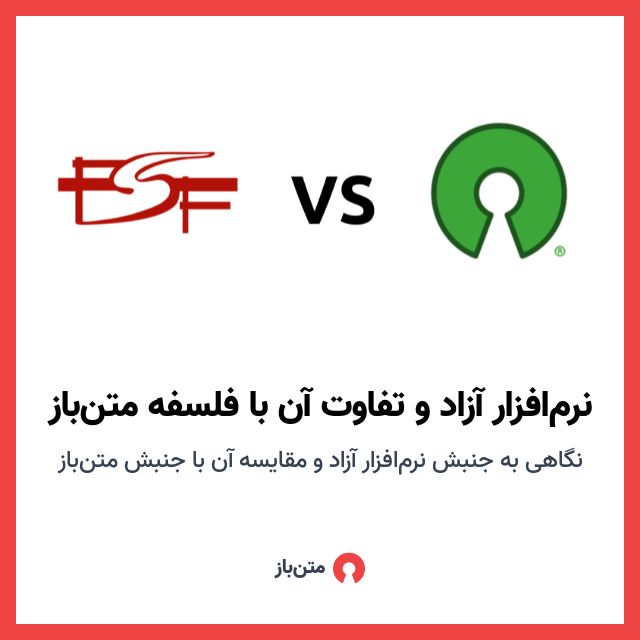 FSF VS ®
نرم‌افزار آزاد و تفاوت آن با فلسفه متن‌باز
نگاهی به جنبش نرم‌افزار آزاد و مقایسه آن با جنبش متن‌باز
متن‌باز